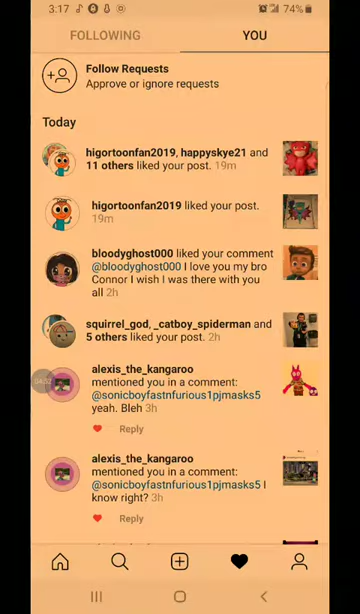 3:17
74%
FOLLOWING
YOU
Follow Requests
Approve or ignore requests
Today
higortoonfan2019, happyskye21 and
11 others liked your post. 19m
higortoonfan2019 liked your post.
19m
bloodyghost000 liked your comment
@bloodyghost000 I love you my bro
Connor I wish I was there with you
all 2h
squirrel_god, _catboy_spiderman and
5 others liked your post. 2h
alexis_the_kangaroo
mentioned you in a comment:
@sonicboyfastnfurious1pjmasks5
yeah. Bleh 3h
Reply
alexis_the_kangaroo
mentioned you in a comment:
@sonicboyfastnfurious1pjmasks5 I
know right? 3h
Reply